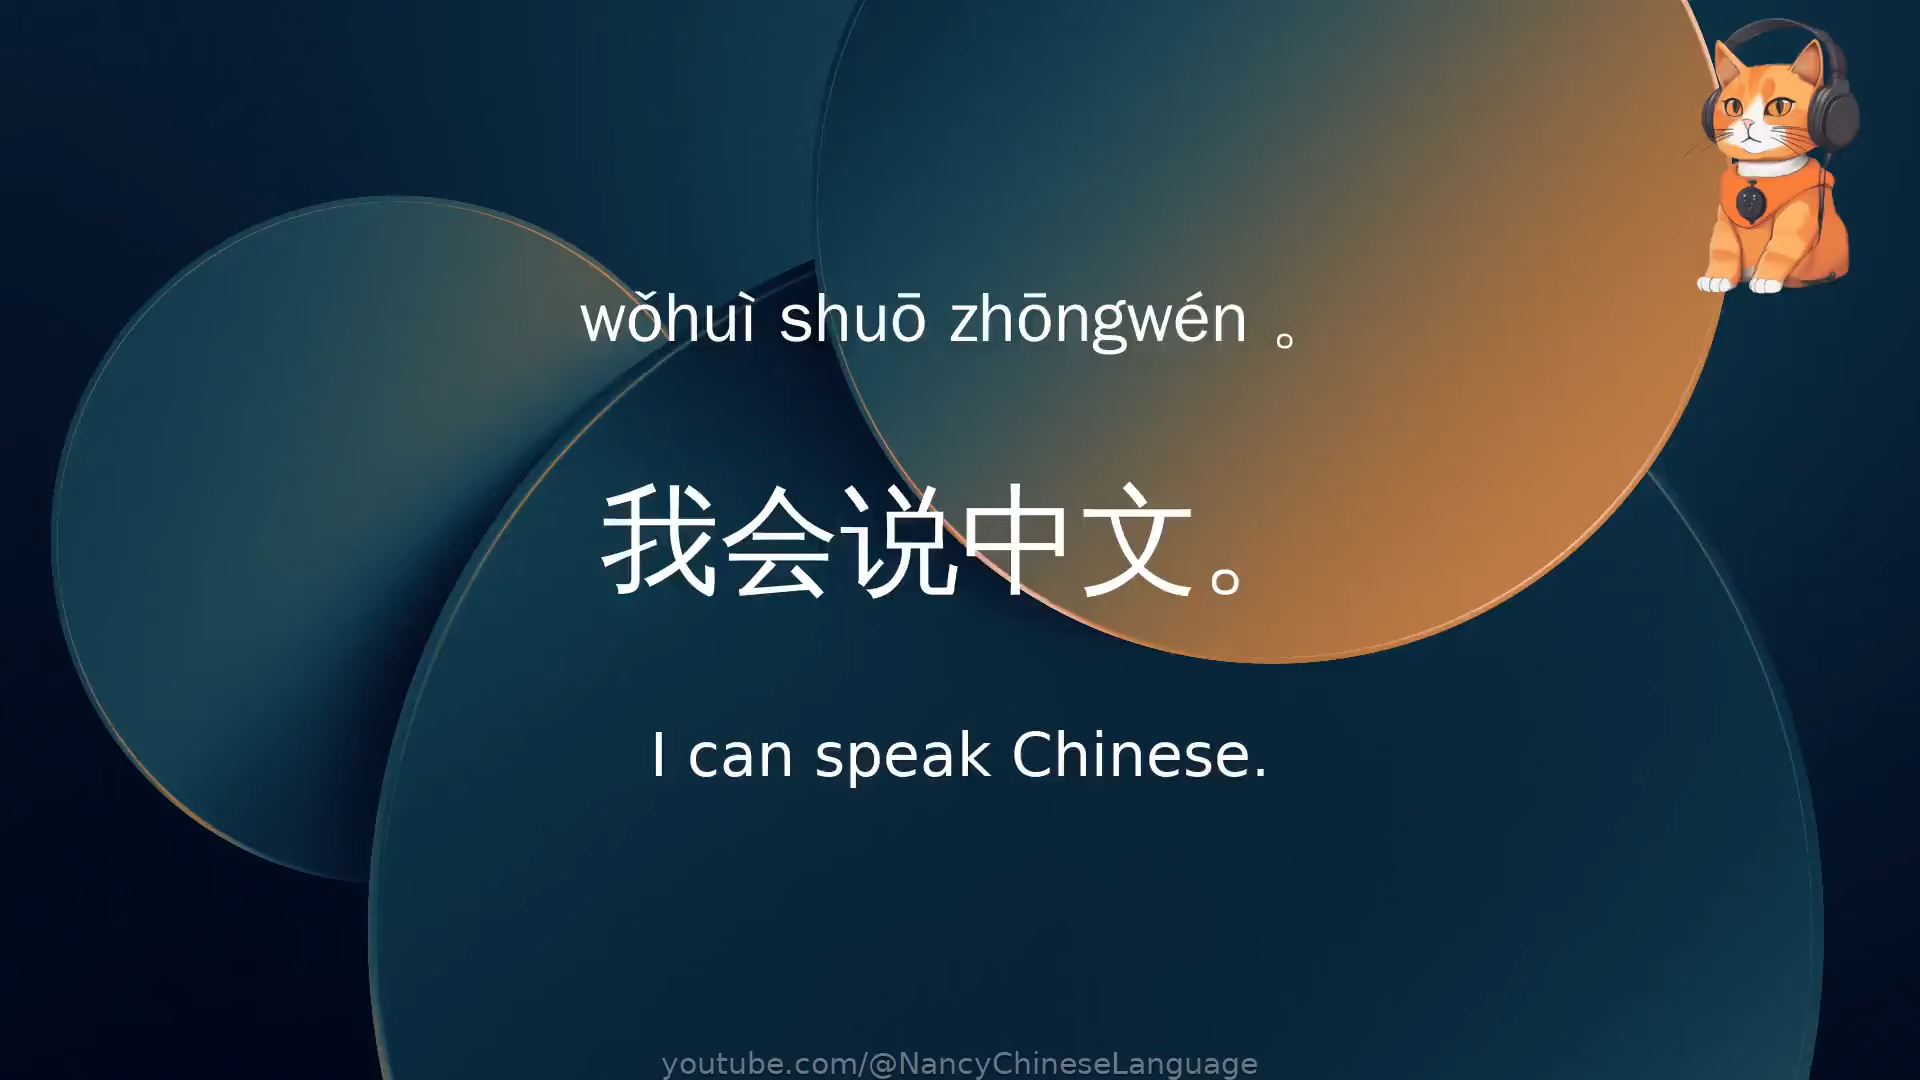 wǒhuì shuō zhōngwén 。
我会说中文。
I can speak Chinese.
youtube.com/@NancyChineseLanguage